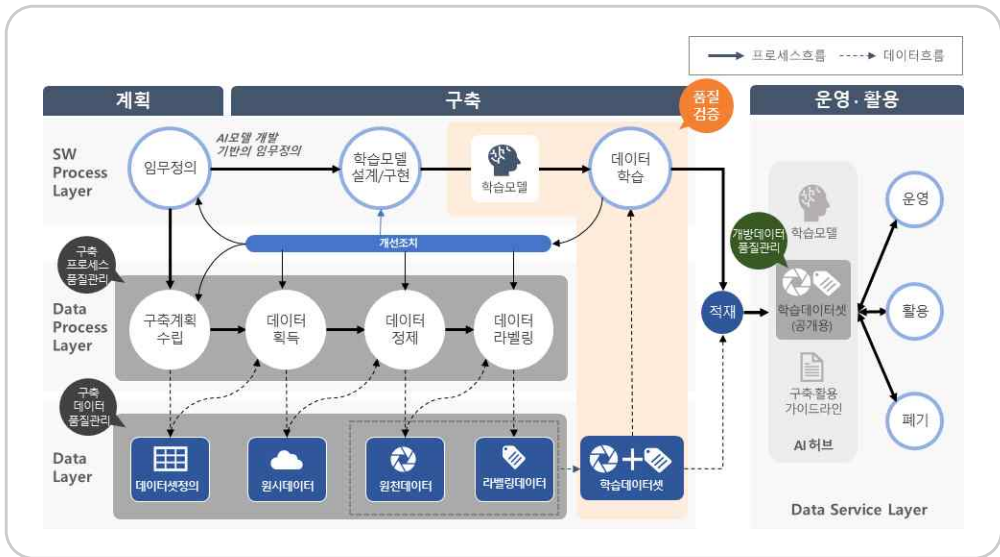 프로세스흐름
데이터흐름
계획
구축
품질
검증
운영·활용
SW
Process
Layer
임무정의
AI모델 개발
기반의 임무정의
학습모델
설계/구현
학습모델
데이터
학습
개선조치
구축
프로세스
품질관리
Data
Process
Layer
구축계획
수립
데이터
획득
데이터
정제
데이터
라벨링
적재
구축
데이터
품질관리
Data
Layer
데이터셋정의
원시데이터
원천데이터
라벨링데이터
학습데이터셋
개방데이터
품질관리
학습모델
학습데이터셋
(공개용)
구축·활용
가이드라인
AI 허브
운영
활용
폐기
Data Service Layer